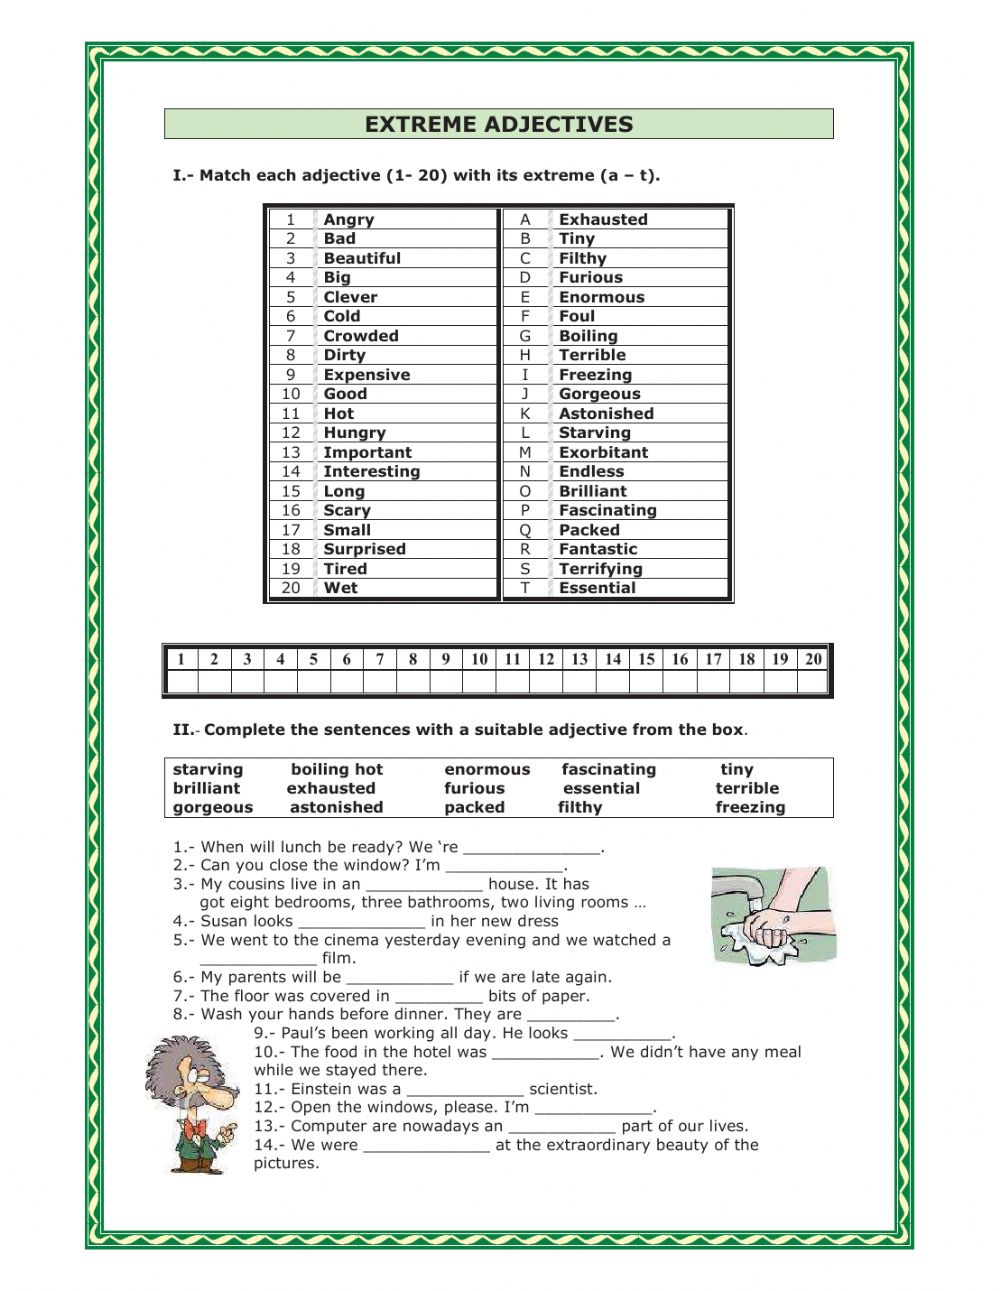 EXTREME ADJECTIVES
I.- Match each adjective (1- 20) with its extreme (a – t).
1 Angry A Exhausted
2 Bad B Tiny
3 Beautiful C Filthy
4 Big D Furious
5 Clever E Enormous
6 Cold F Foul
7 Crowded G Boiling
8 Dirty H Terrible
9 Expensive I Freezing
10 Good J Gorgeous
11 Hot K Astonished
12 Hungry L Starving
13 Important M Exorbitant
14 Interesting N Endless
15 Long O Brilliant
16 Scary P Fascinating
17 Small Q Packed
18 Surprised R Fantastic
19 Tired S Terrifying
20 Wet T Essential
1 2 3 4 5 6 7 8 9 10 11 12 13 14 15 16 17 18 19 20
II.- Complete the sentences with a suitable adjective from the box.
starving boiling hot enormous fascinating tiny
brilliant exhausted furious essential terrible
gorgeous astonished packed filthy freezing
1.- When will lunch be ready? We ‘re ______________.
2.- Can you close the window? I’m ____________.
3.- My cousins live in an ____________ house. It has
got eight bedrooms, three bathrooms, two living rooms …
4.- Susan looks _____________ in her new dress
5.- We went to the cinema yesterday evening and we watched a
____________ film.
6.- My parents will be ___________ if we are late again.
7.- The floor was covered in _________ bits of paper.
8.- Wash your hands before dinner. They are _________.
9.- Paul’s been working all day. He looks __________.
10.- The food in the hotel was ___________. We didn’t have any meal
while we stayed there.
11.- Einstein was a ____________ scientist.
12.- Open the windows, please. I’m ____________.
13.- Computer are nowadays an ___________ part of our lives.
14.- We were _____________ at the extraordinary beauty of the
pictures.